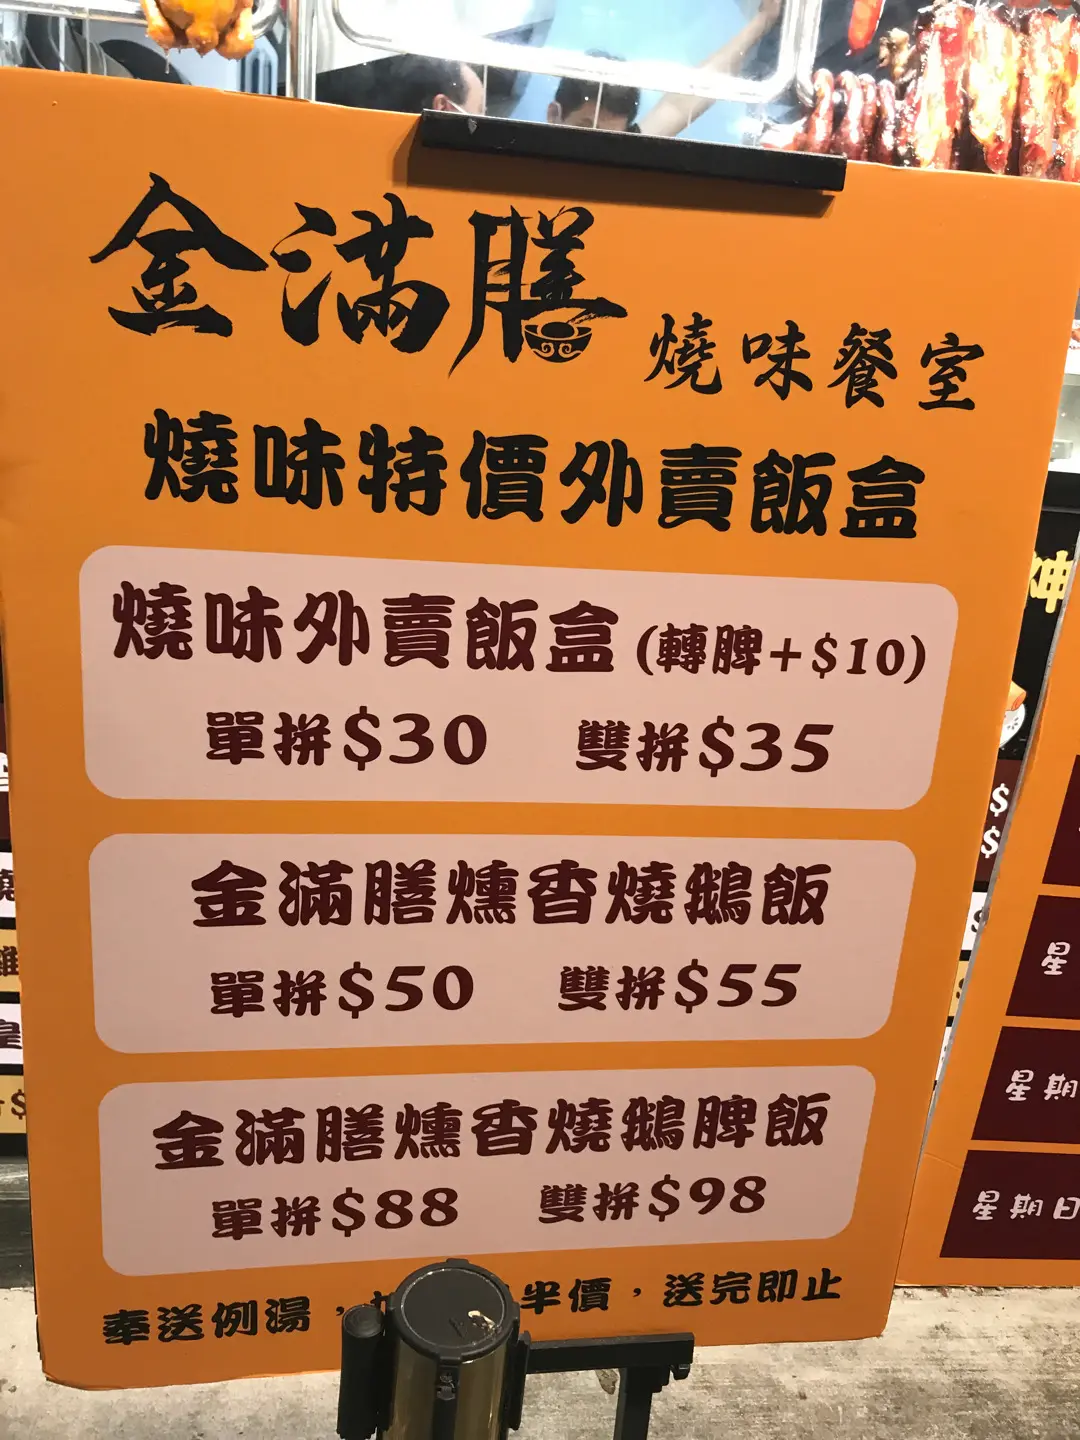 金滿膳 燒味餐室
燒味特價外賣飯盒
燒味外賣飯盒(轉脾+$10)
單拼$30 雙拼$35
金滿膳燻香燒鵝飯
單拼$50 雙拼$55
金滿膳燻香燒鵝脾飯
單拼$88 雙拼$98
奉送例湯，
半價，送完即止
星
星期
星期日